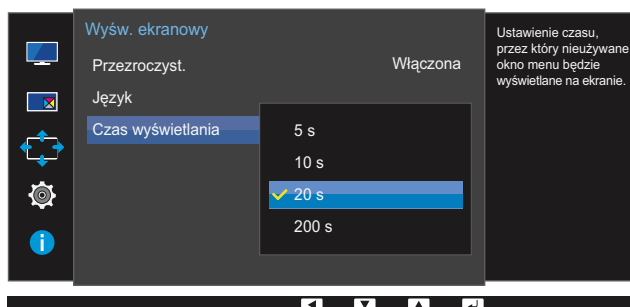 Wyśw. ekranowy
Przezroczyst. Włączona
Język
Czas wyświetlania
5 s
10 s
20 s
200 s
Ustawienie czasu,
przez który nieużywane
okno menu będzie
wyświetlane na ekranie.